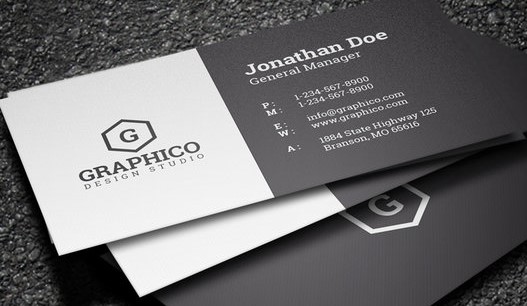 G
GRAPHICO
DESIGN STUDIO
Jonathan Doe
General Manager
P: 1-234-567-8900
M: 1-234-567-8900
E: info@graphico.com
W: www.graphico.com
A: 1884 State Highway 125
Branson, MO 65616
G